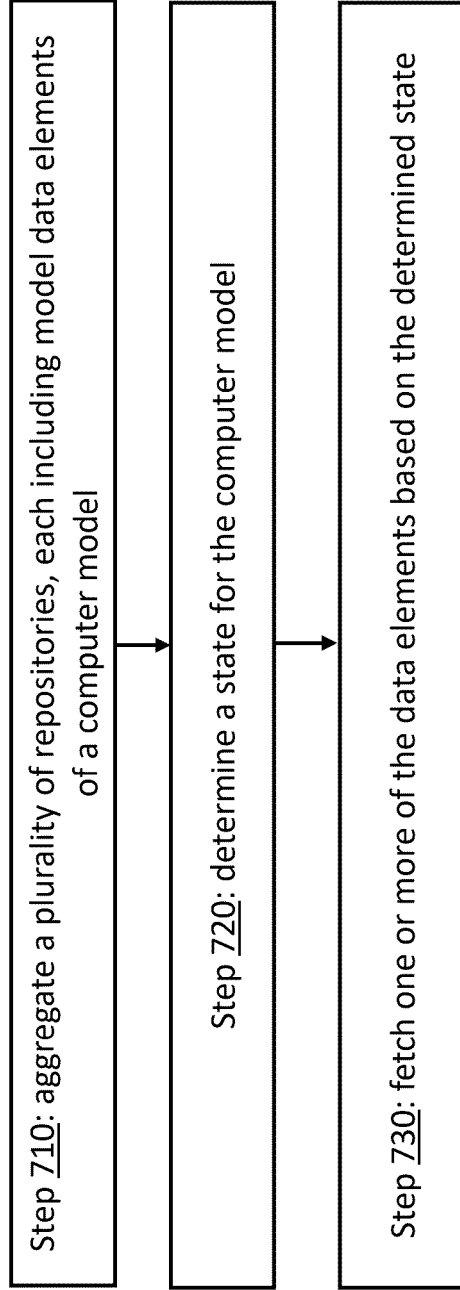 Step 710: aggregate a plurality of repositories, each including model data elements
of a computer model
Step 720: determine a state for the computer model
Step 730: fetch one or more of the data elements based on the determined state